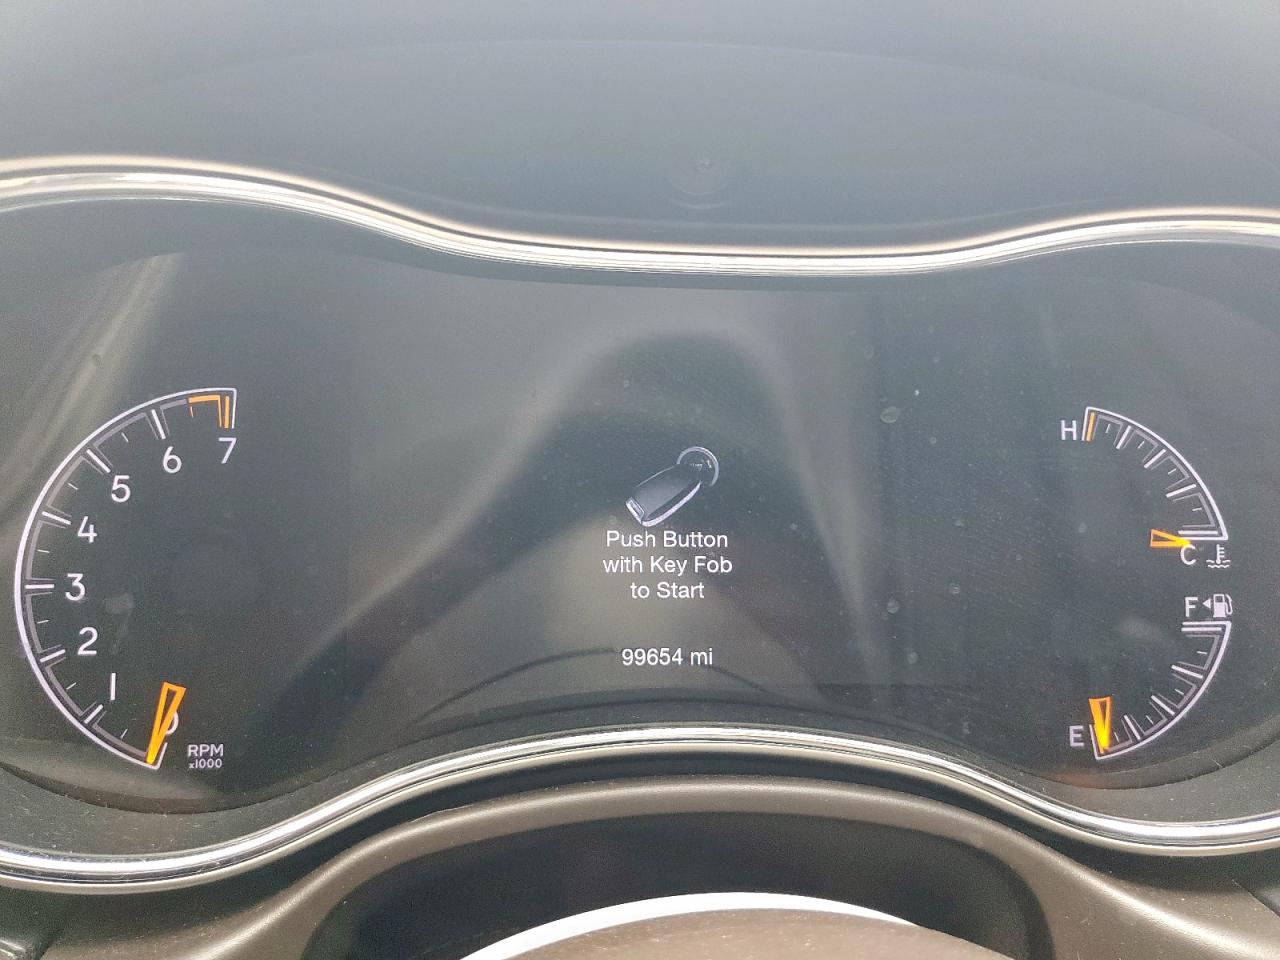 7
6
5
4
3
2
1
0
RPM
x1000
Push Button
with Key Fob
to Start
99654 mi
H
C
F
E